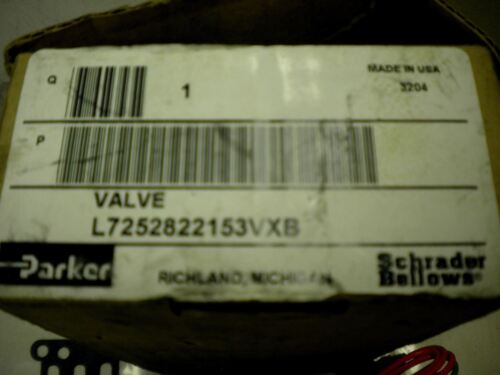 Q 1 MADE IN USA
3204
P
VALVE
L7252822153VXB
Parker RICHLAND, MICHIGAN Schrader
Bellows